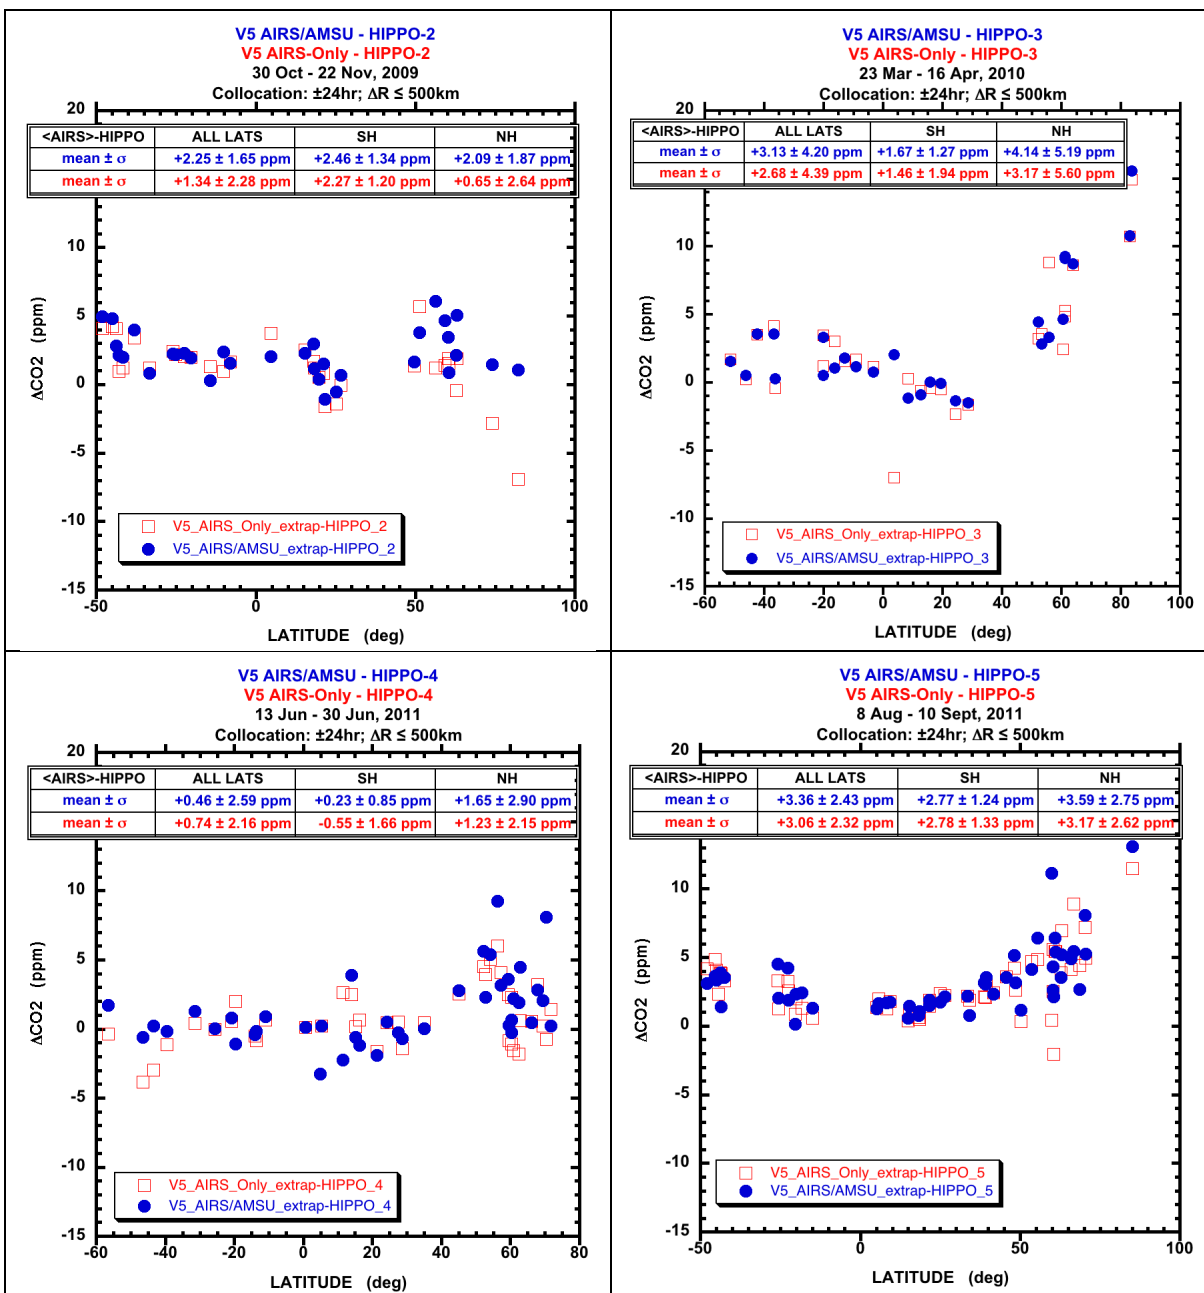 V5 AIRS/AMSU - HIPPO-2
V5 AIRS-Only - HIPPO-2
30 Oct - 22 Nov, 2009
Collocation: ±24hr; ΔR ≤ 500km
<AIRS>-HIPPO ALL LATS SH NH
mean ± σ +2.25 ± 1.65 ppm +2.46 ± 1.34 ppm +2.09 ± 1.87 ppm
mean ± σ +1.34 ± 2.28 ppm +2.27 ± 1.20 ppm +0.65 ± 2.64 ppm
20
10
5
0
-5
-10
-15
ΔCO2 (ppm)
V5_AIRS_Only_extrap-HIPPO_2
V5_AIRS/AMSU_extrap-HIPPO_2
-50 0 50 100
LATITUDE (deg)
V5 AIRS/AMSU - HIPPO-3
V5 AIRS-Only - HIPPO-3
23 Mar - 16 Apr, 2010
Collocation: ±24hr; ΔR ≤ 500km
<AIRS>-HIPPO ALL LATS SH NH
mean ± σ +3.13 ± 4.20 ppm +1.67 ± 1.27 ppm +4.14 ± 5.19 ppm
mean ± σ +2.68 ± 4.39 ppm +1.46 ± 1.94 ppm +3.17 ± 5.60 ppm
20
10
5
0
-5
-10
-15
ΔCO2 (ppm)
V5_AIRS_Only_extrap-HIPPO_3
V5_AIRS/AMSU_extrap-HIPPO_3
-60 -40 -20 0 20 40 60 80 100
LATITUDE (deg)
V5 AIRS/AMSU - HIPPO-4
V5 AIRS-Only - HIPPO-4
13 Jun - 30 Jun, 2011
Collocation: ±24hr; ΔR ≤ 500km
<AIRS>-HIPPO ALL LATS SH NH
mean ± σ +0.46 ± 2.59 ppm +0.23 ± 0.85 ppm +1.65 ± 2.90 ppm
mean ± σ +0.74 ± 2.16 ppm -0.55 ± 1.66 ppm +1.23 ± 2.15 ppm
20
10
5
0
-5
-10
-15
ΔCO2 (ppm)
V5_AIRS_Only_extrap-HIPPO_4
V5_AIRS/AMSU_extrap-HIPPO_4
-60 -40 -20 0 20 40 60 80
LATITUDE (deg)
V5 AIRS/AMSU - HIPPO-5
V5 AIRS-Only - HIPPO-5
8 Aug - 10 Sept, 2011
Collocation: ±24hr; ΔR ≤ 500km
<AIRS>-HIPPO ALL LATS SH NH
mean ± σ +3.36 ± 2.43 ppm +2.77 ± 1.24 ppm +3.59 ± 2.75 ppm
mean ± σ +3.06 ± 2.32 ppm +2.78 ± 1.33 ppm +3.17 ± 2.62 ppm
20
10
5
0
-5
-10
-15
ΔCO2 (ppm)
V5_AIRS_Only_extrap-HIPPO_5
V5_AIRS/AMSU_extrap-HIPPO_5
-50 0 50 100
LATITUDE (deg)